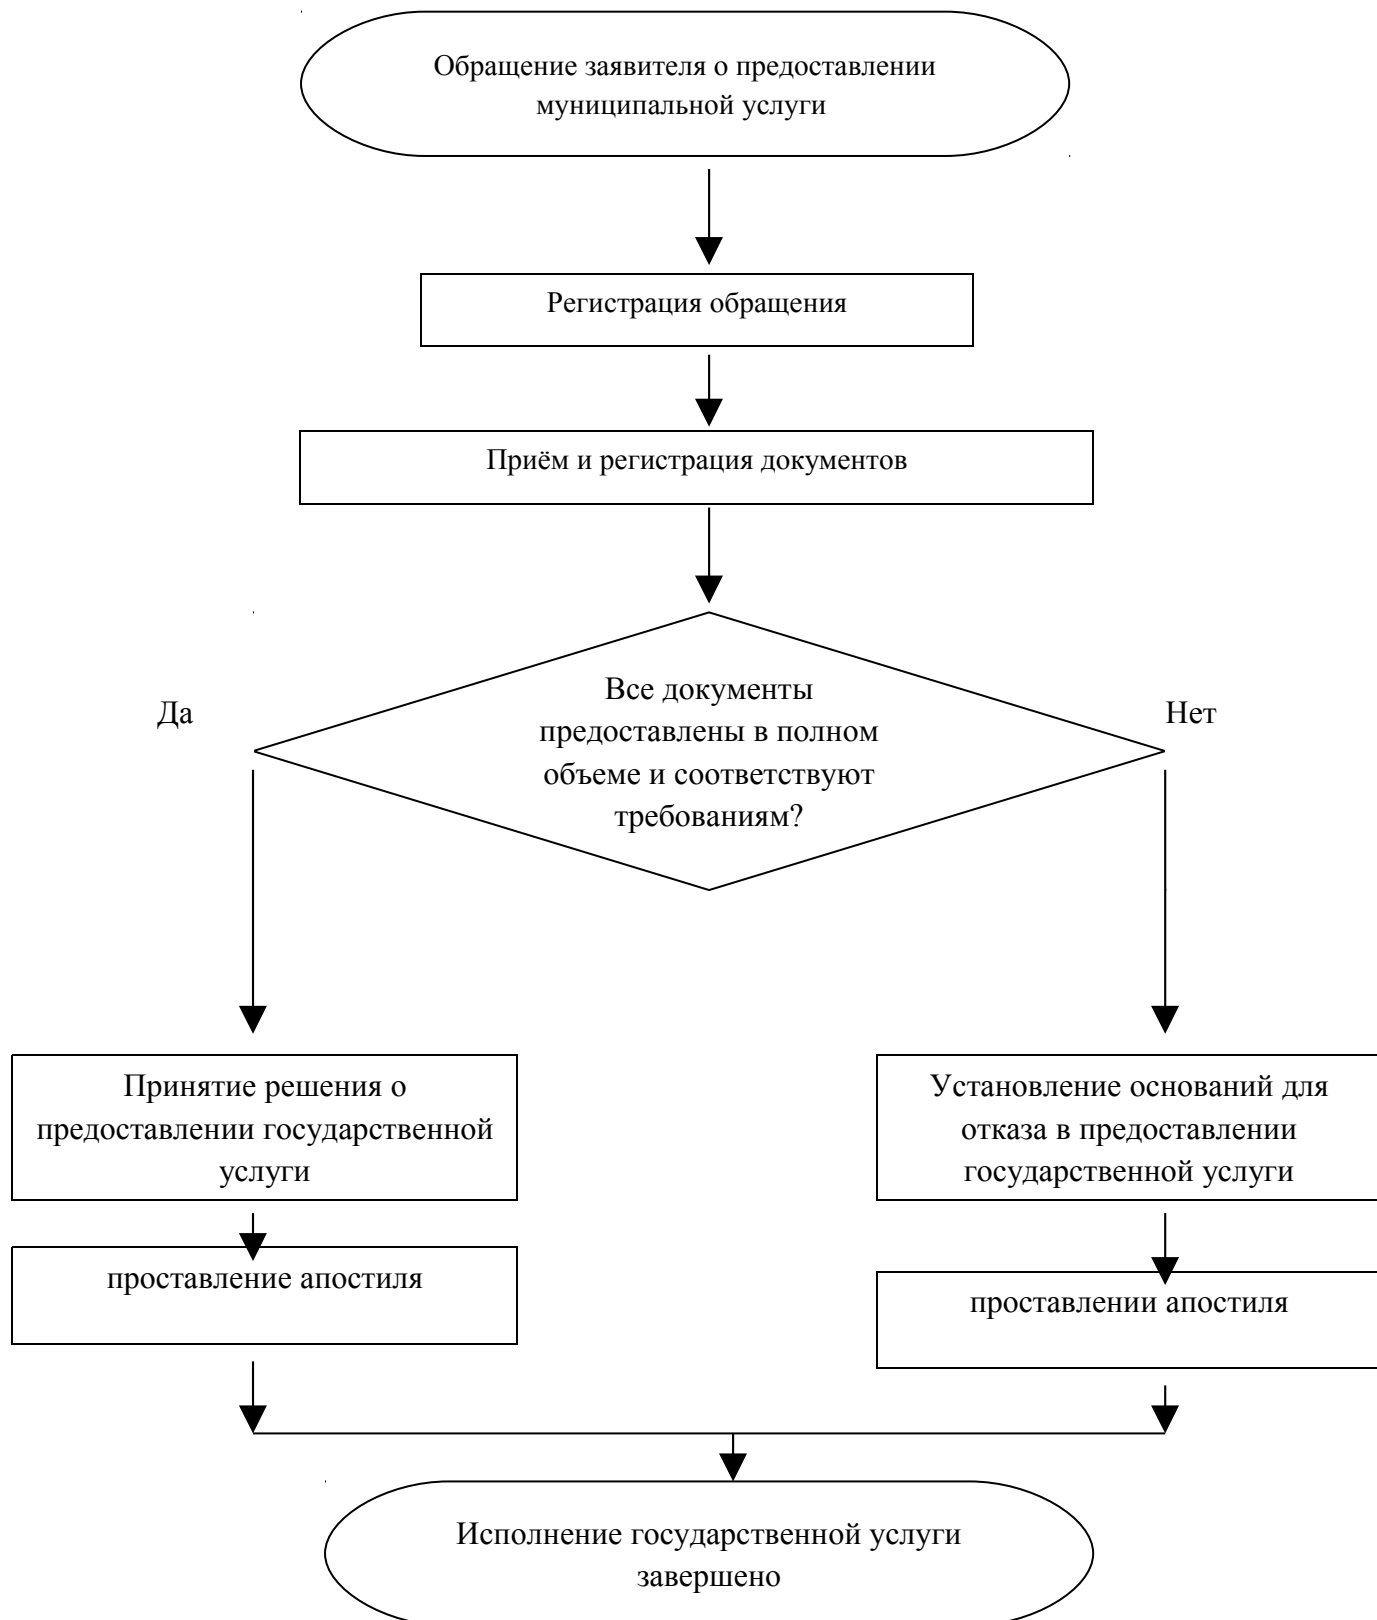 Обращение заявителя о предоставлении
муниципальной услуги
Регистрация обращения
Приём и регистрация документов
Все документы
предоставлены в полном
объеме и соответствуют
требованиям?
Да
Нет
Принятие решения о
предоставлении государственной
услуги
Установление оснований для
отказа в предоставлении
государственной услуги
проставление апостиля
проставлении апостиля
Исполнение государственной услуги
завершено